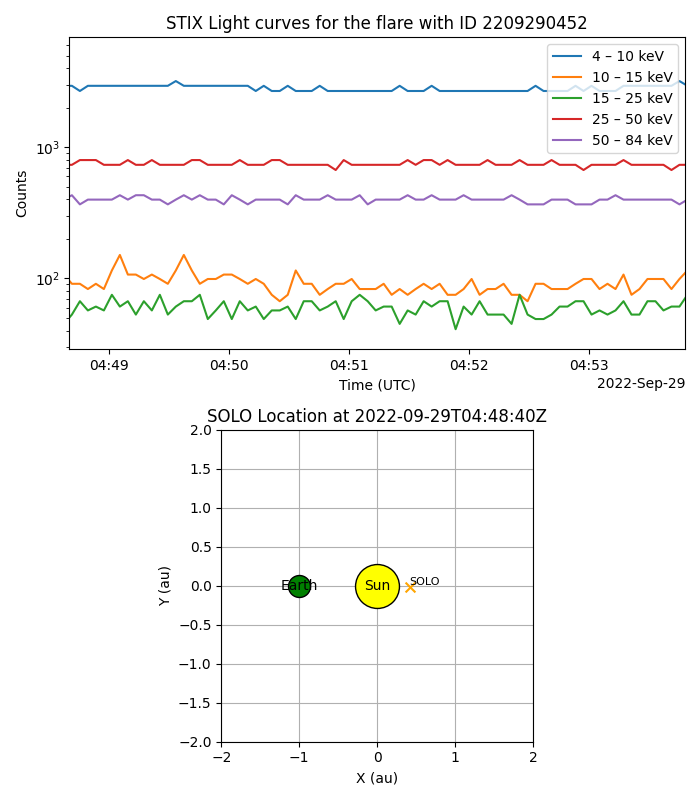 STIX Light curves for the flare with ID 2209290452
4 – 10 keV
10 – 15 keV
15 – 25 keV
25 – 50 keV
50 – 84 keV
10³
10²
Counts
04:49 04:50 04:51 04:52 04:53
Time (UTC)
2022-Sep-29
SOLO Location at 2022-09-29T04:48:40Z
2.0
1.5
1.0
0.5
0.0
−0.5
−1.0
−1.5
−2.0
Y (au)
Earth Sun SOLO
−2 −1 0 1 2
X (au)